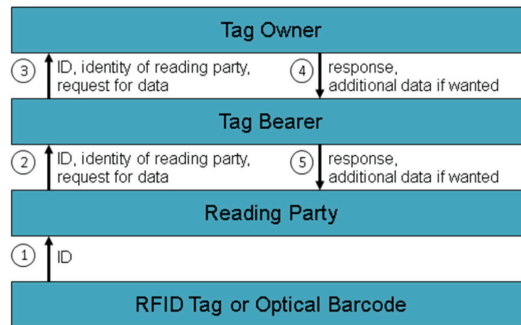 Tag Owner
3 ID, identity of reading party,
request for data
4 response,
additional data if wanted
Tag Bearer
2 ID, identity of reading party,
request for data
5 response,
additional data if wanted
Reading Party
1 ID
RFID Tag or Optical Barcode